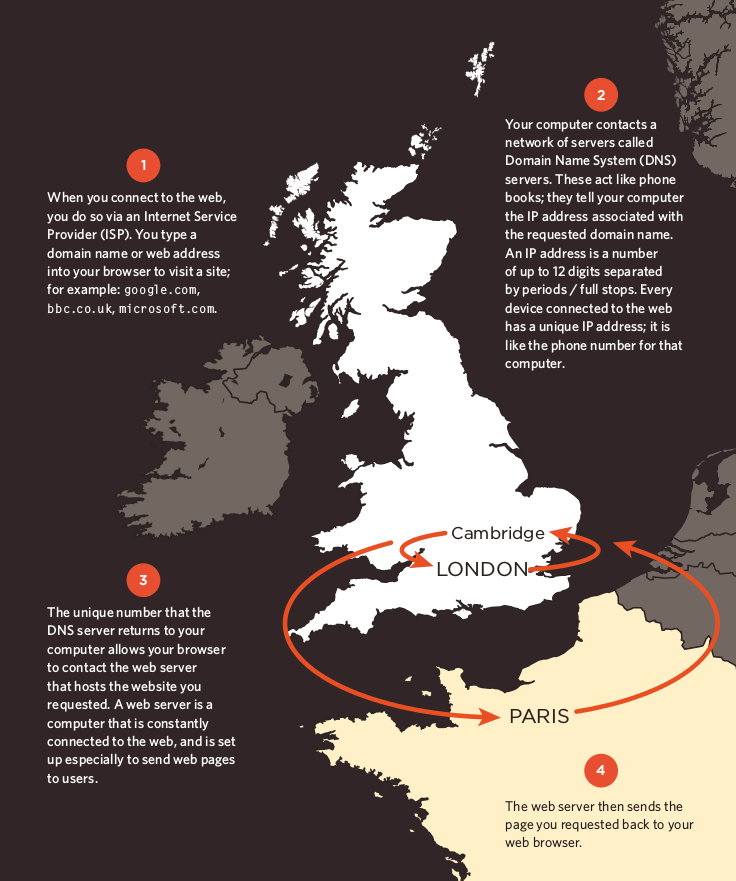 1
When you connect to the web,
you do so via an Internet Service
Provider (ISP). You type a
domain name or web address
into your browser to visit a site;
for example: google.com,
bbc.co.uk, microsoft.com.
2
Your computer contacts a
network of servers called
Domain Name System (DNS)
servers. These act like phone
books; they tell your computer
the IP address associated with
the requested domain name.
An IP address is a number
of up to 12 digits separated
by periods / full stops. Every
device connected to the web
has a unique IP address; it is
like the phone number for that
computer.
Cambridge
LONDON
3
The unique number that the
DNS server returns to your
computer allows your browser
to contact the web server
that hosts the website you
requested. A web server is a
computer that is constantly
connected to the web, and is set
up especially to send web pages
to users.
PARIS
4
The web server then sends the
page you requested back to your
web browser.